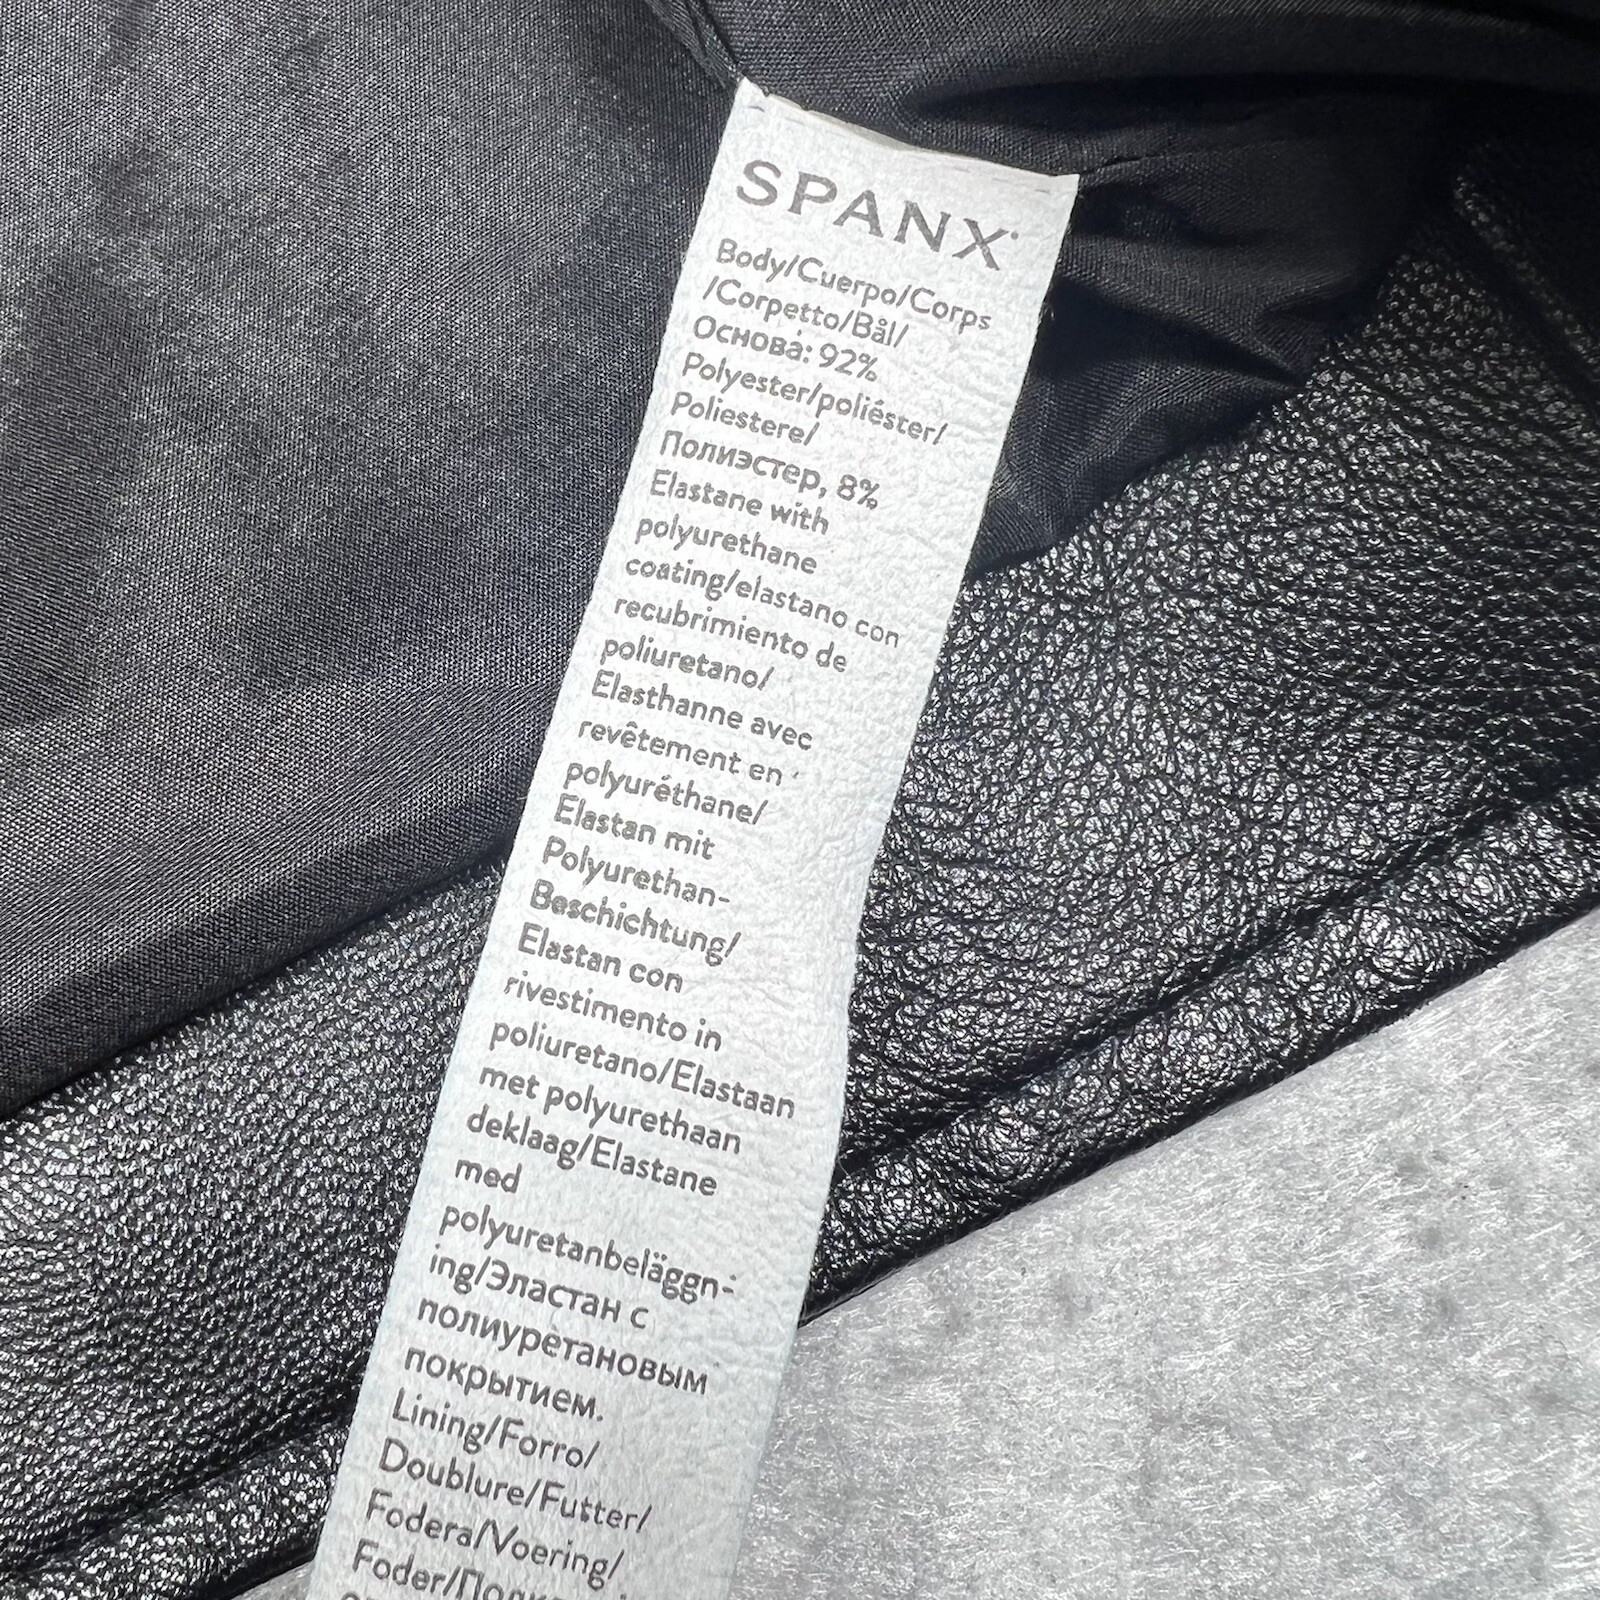 SPANX
Body/Cuerpo/Corps
/Corpetto/Bål/
Основа: 92%
Polyester/poliéster/
Poliestere/
Полиэстер, 8%
Elastane with
polyurethane
coating/elastano con
recubrimiento de
poliuretano/
Elasthanne avec
revêtement en
polyuréthane/
Elastan mit
Polyurethan-
Beschichtung/
Elastan con
rivestimento in
poliuretano/Elastaan
met polyurethaan
deklaag/Elastane
med
polyuretanbeläggn-
ing/Эластан с
полиуретановым
покрытием.
Lining/Forro/
Doublure/Futter/
Fodera/Voering/
Foder/